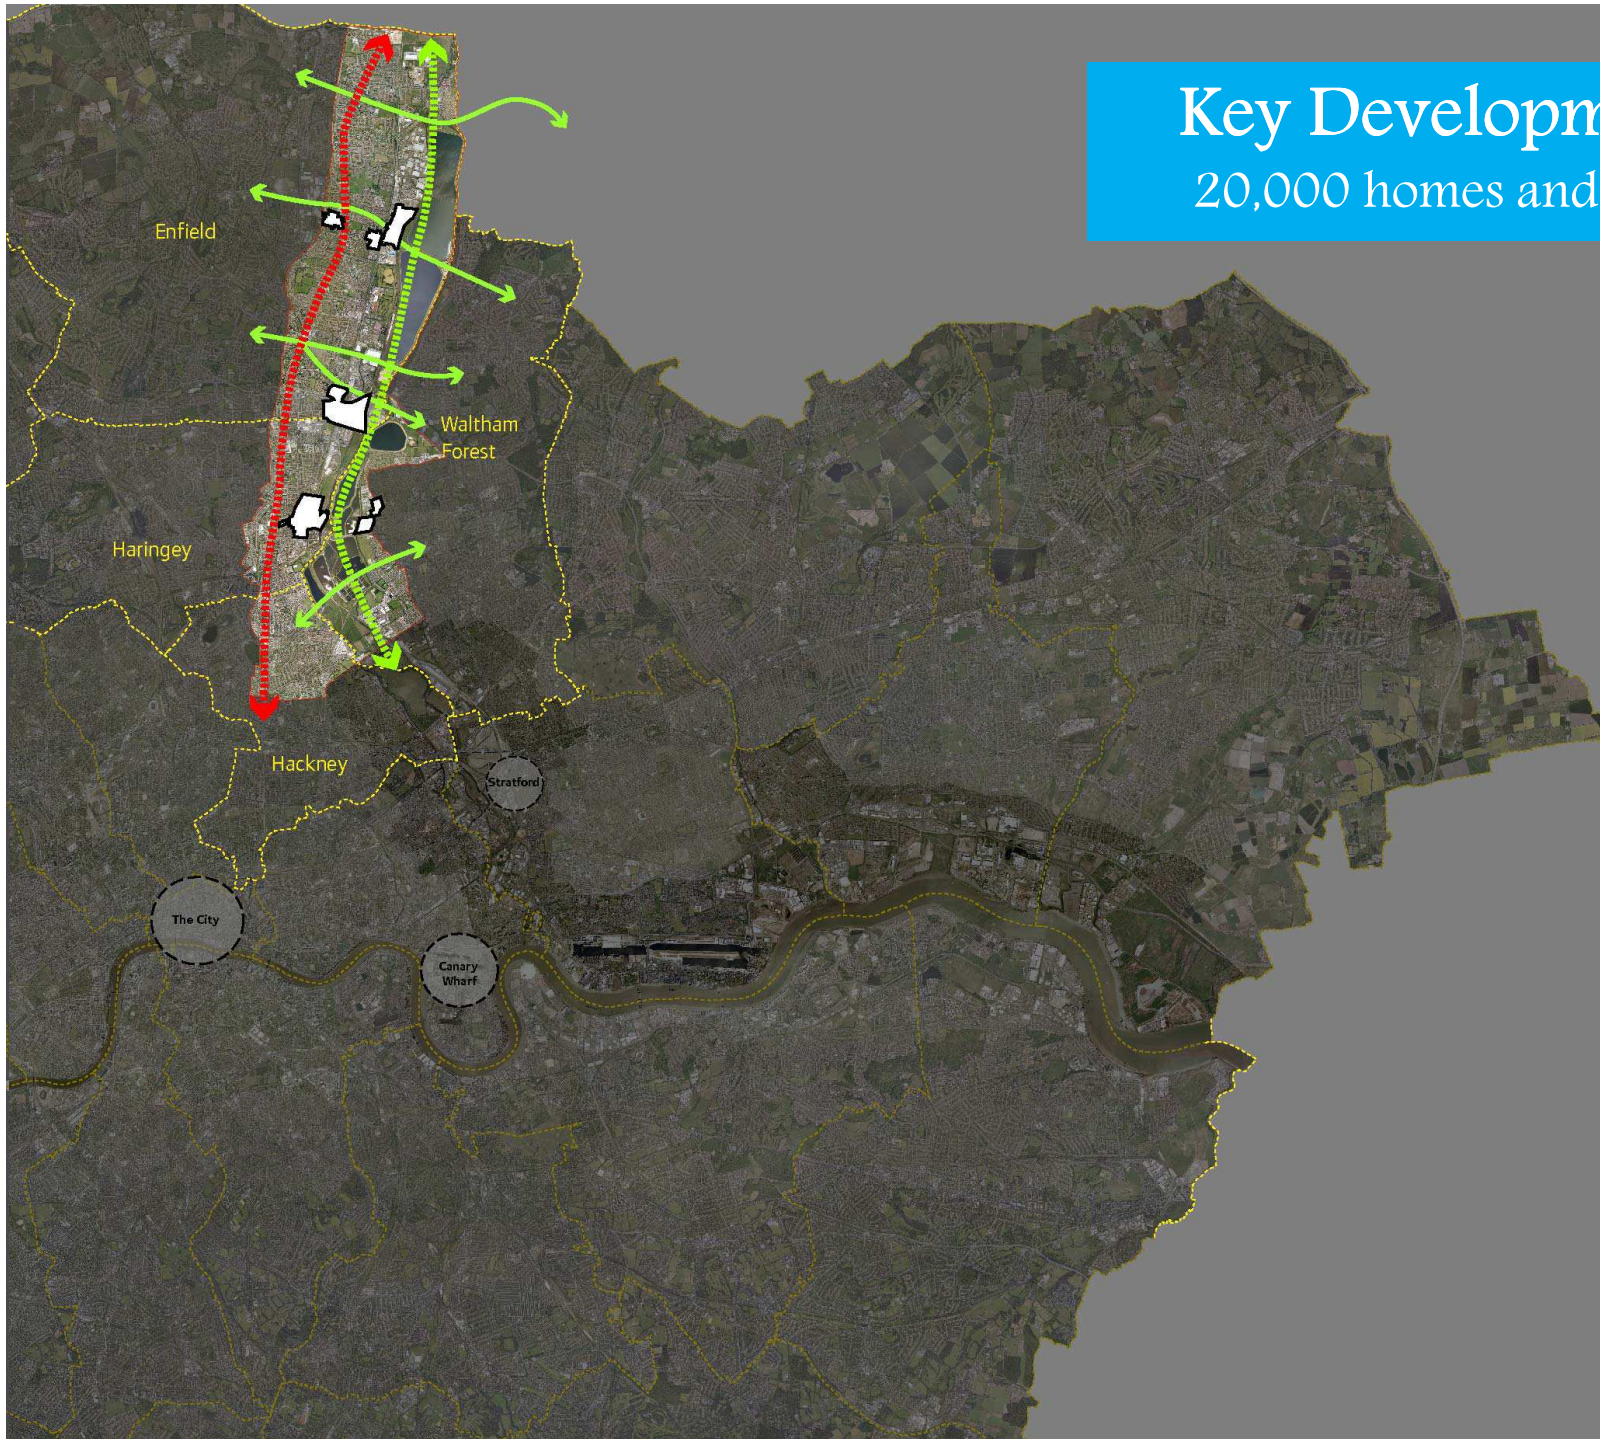 Key Developm
20,000 homes and
Enfield
Waltham
Forest
Haringey
Hackney
Stratford
The City
Canary
Wharf